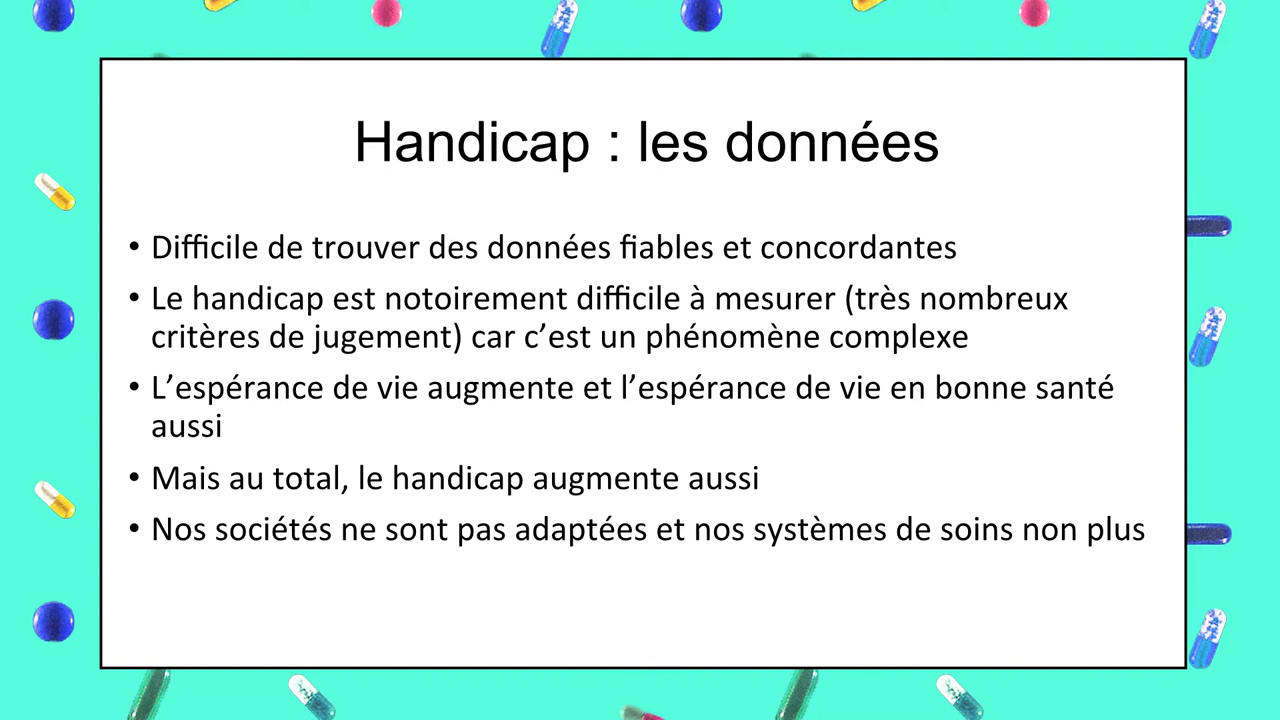 Handicap : les données
• Difficile de trouver des données fiables et concordantes
• Le handicap est notoirement difficile à mesurer (très nombreux
critères de jugement) car c’est un phénomène complexe
• L’espérance de vie augmente et l’espérance de vie en bonne santé
aussi
• Mais au total, le handicap augmente aussi
• Nos sociétés ne sont pas adaptées et nos systèmes de soins non plus